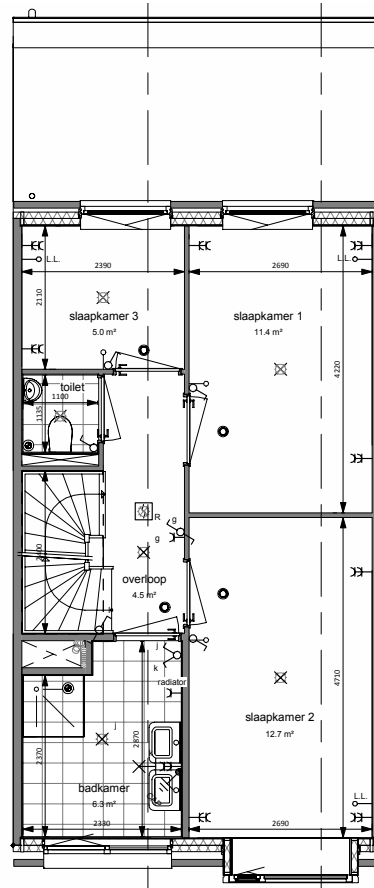 2390
2690
L.L.
L.L.
2110
slaapkamer 3
5.0 m²
slaapkamer 1
11.4 m²
4220
toilet
1100
1135
R
g
g
overloop
4.5 m²
j
k
radiator
4710
slaapkamer 2
12.7 m²
j
2370
2870
badkamer
6.3 m²
L.L.
2330
2690